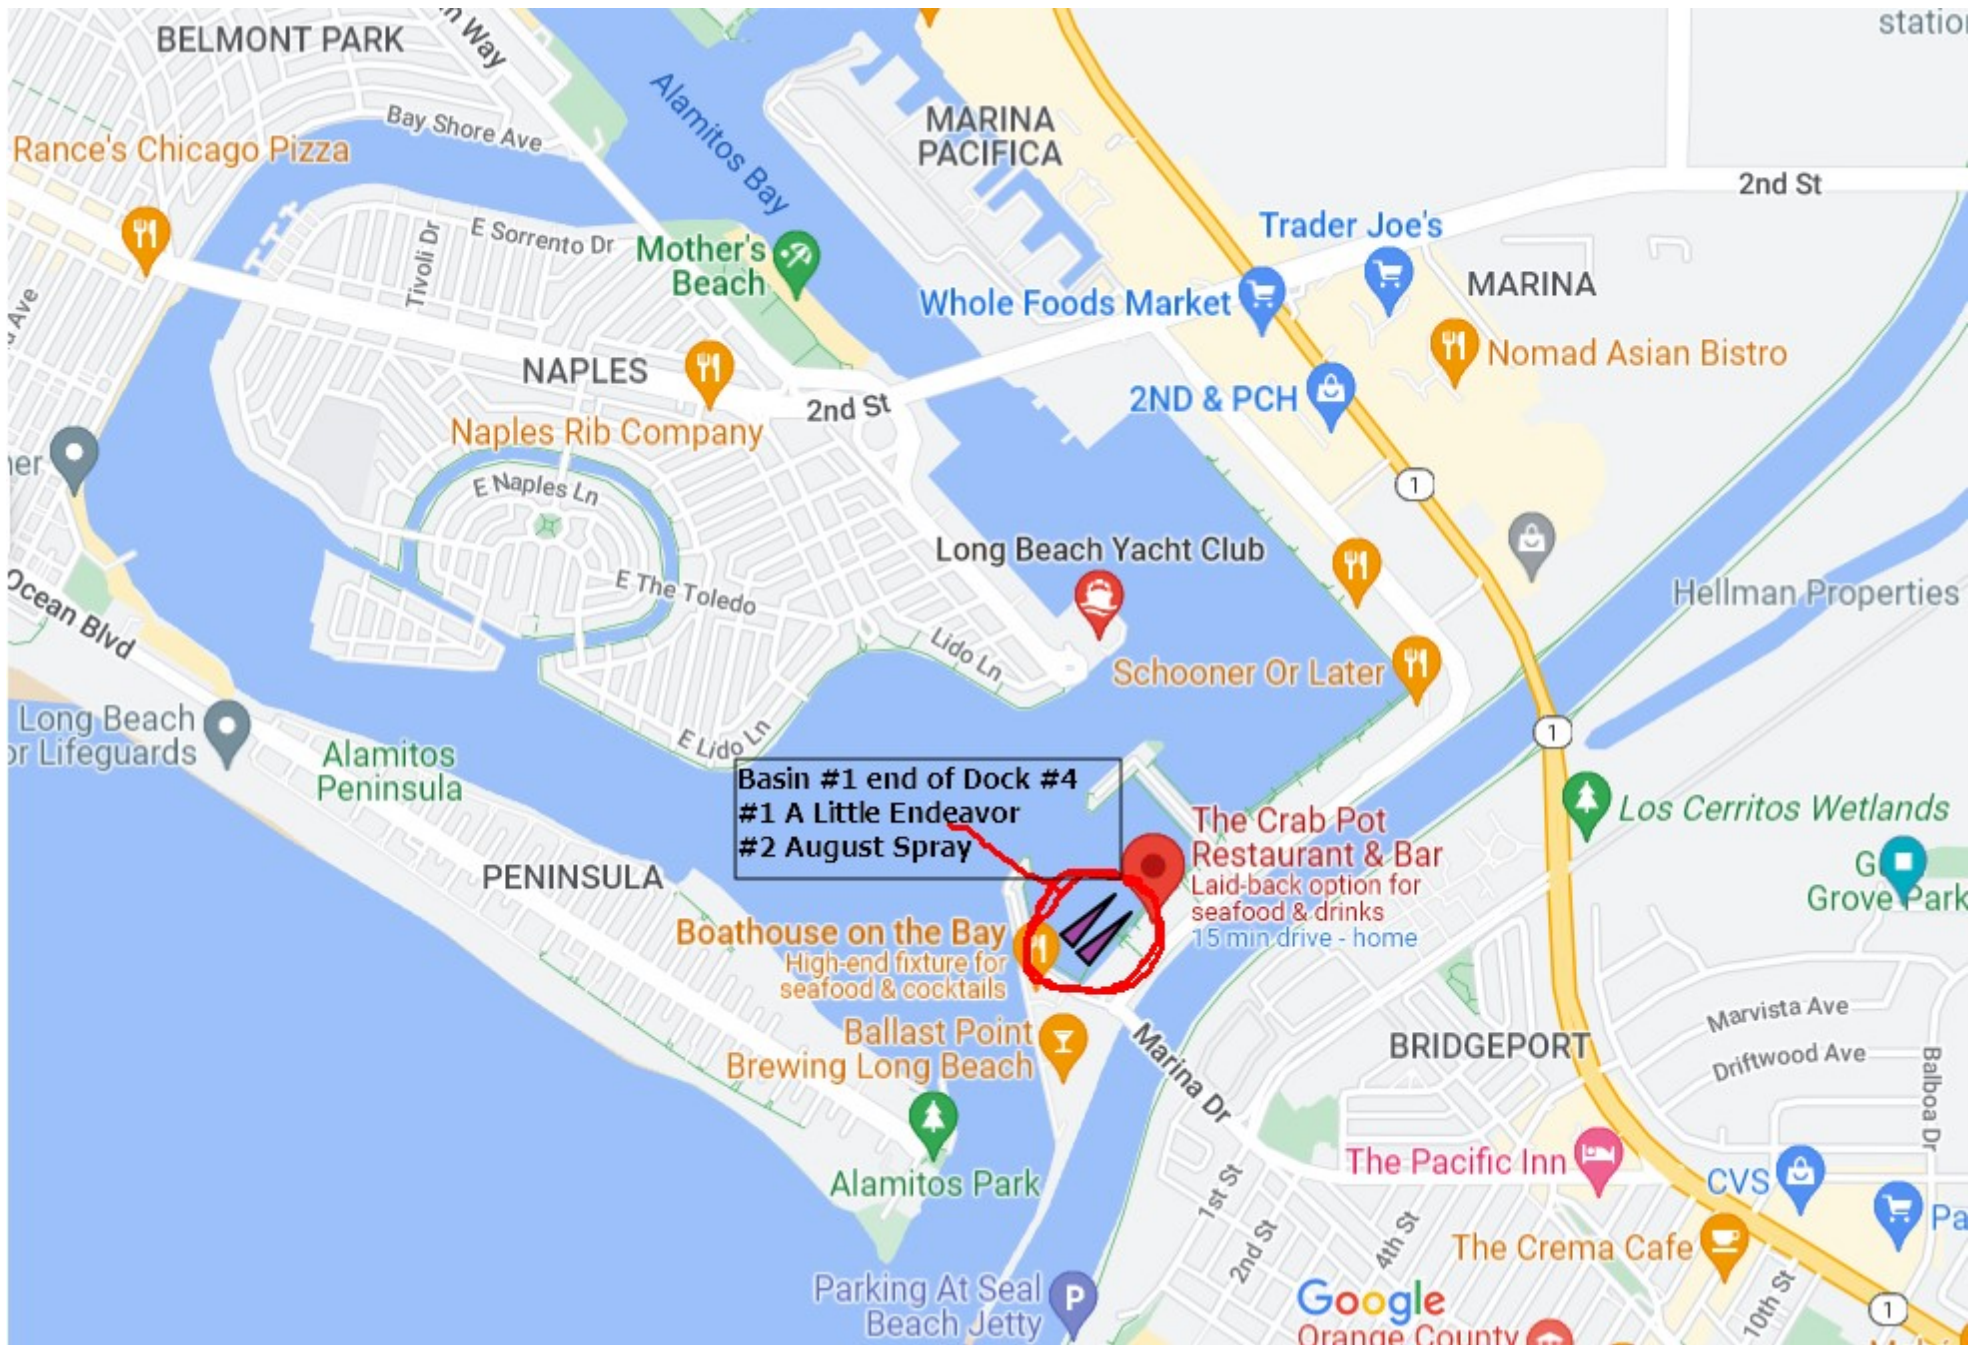 BELMONT PARK
Bay Shore Ave
Rance's Chicago Pizza
Alamitos Bay
MARINA
PACIFICA
2nd St
Trader Joe's
MARINA
E Sorrento Dr
Tivoli Dr
Mother's
Beach
Whole Foods Market
Nomad Asian Bistro
NAPLES
2nd St
2ND & PCH
Naples Rib Company
E Naples Ln
1
Long Beach Yacht Club
E The Toledo
Hellman Properties
Ocean Blvd
Lido Ln
Schooner Or Later
Long Beach
or Lifeguards
Alamitos
Peninsula
E Lido Ln
1
Basin #1 end of Dock #4
#1 A Little Endeavor
#2 August Spray
Los Cerritos Wetlands
The Crab Pot
Restaurant & Bar
Laid-back option for
seafood & drinks
15 min drive - home
PENINSULA
Grove Park
Boathouse on the Bay
High-end fixture for
seafood & cocktails
Ballast Point
Brewing Long Beach
Marina Dr
BRIDGEPORT
Marvista Ave
Driftwood Ave
Balboa Dr
Alamitos Park
The Pacific Inn
CVS
Pa
1st St
2nd St
4th St
The Crema Cafe
10th St
Parking At Seal
Beach Jetty
P
Google
Orange County
1